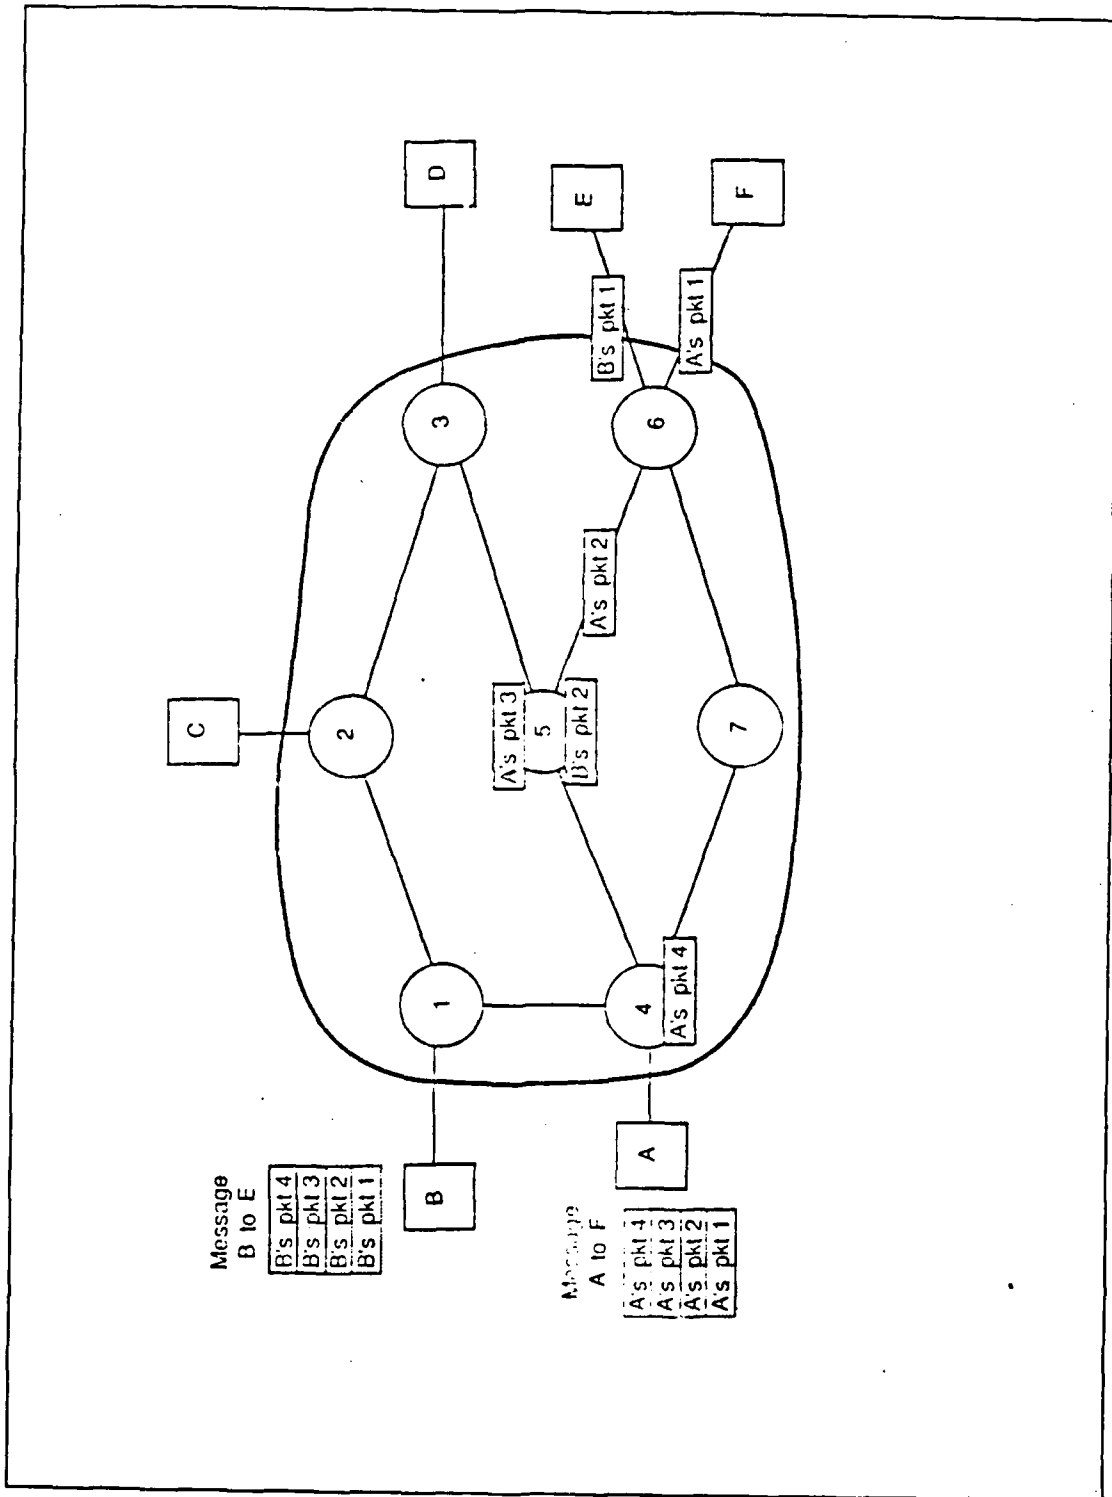 Message
B to E
B's pkt 4
B's pkt 3
B's pkt 2
B's pkt 1
B
Message
A to F
A's pkt 4
A's pkt 3
A's pkt 2
A's pkt 1
A
C
1
2
3
D
4
A's pkt 4
A's pkt 3
5
B's pkt 2
A's pkt 2
7
6
B's pkt 1
A's pkt 1
E
F